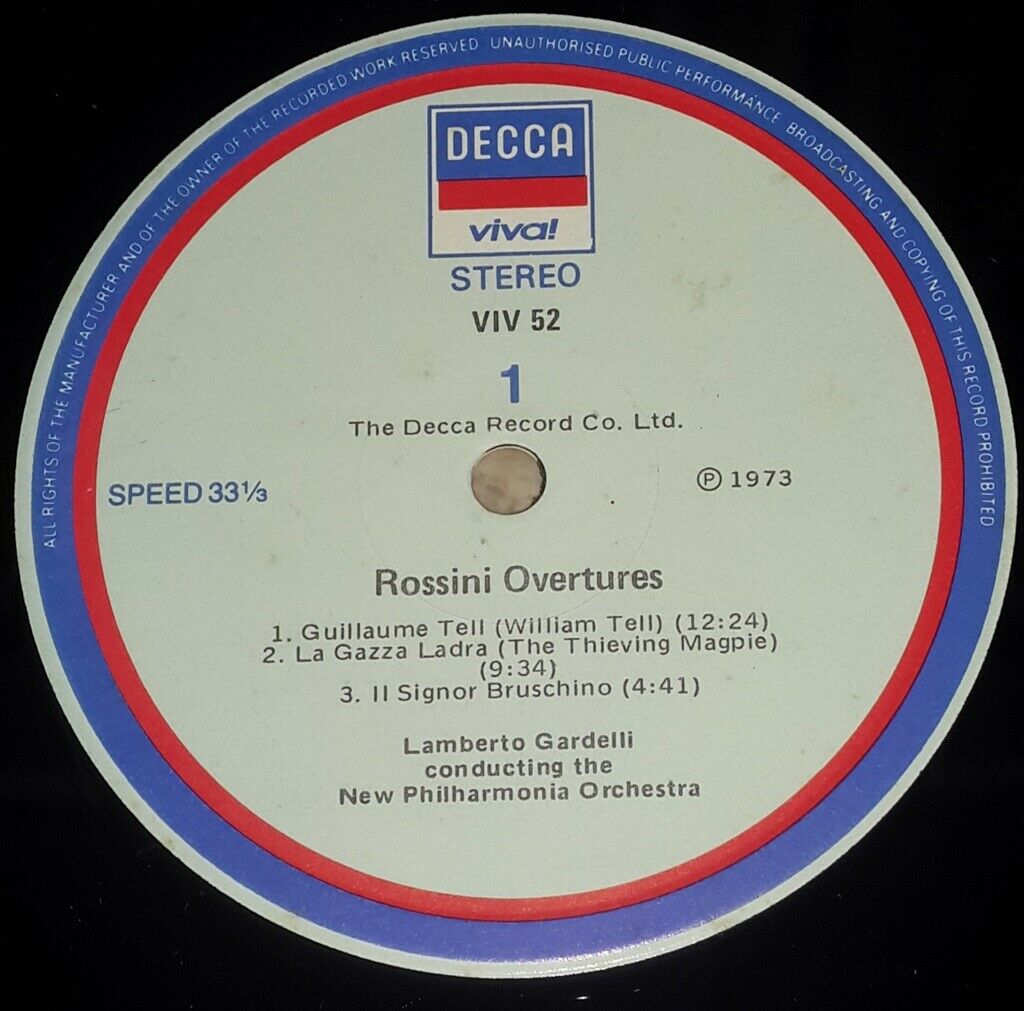 ALL RIGHTS OF THE MANUFACTURER AND OF THE OWNER OF THE RECORDED WORK RESERVED UNAUTHORISED PUBLIC PERFORMANCE BROADCASTING AND COPYING OF THIS RECORD PROHIBITED
DECCA
viva!
STEREO
VIV 52
1
The Decca Record Co. Ltd.
SPEED 33⅓
℗ 1973
Rossini Overtures
1. Guillaume Tell (William Tell) (12:24)
2. La Gazza Ladra (The Thieving Magpie)
(9:34)
3. Il Signor Bruschino (4:41)
Lamberto Gardelli
conducting the
New Philharmonia Orchestra